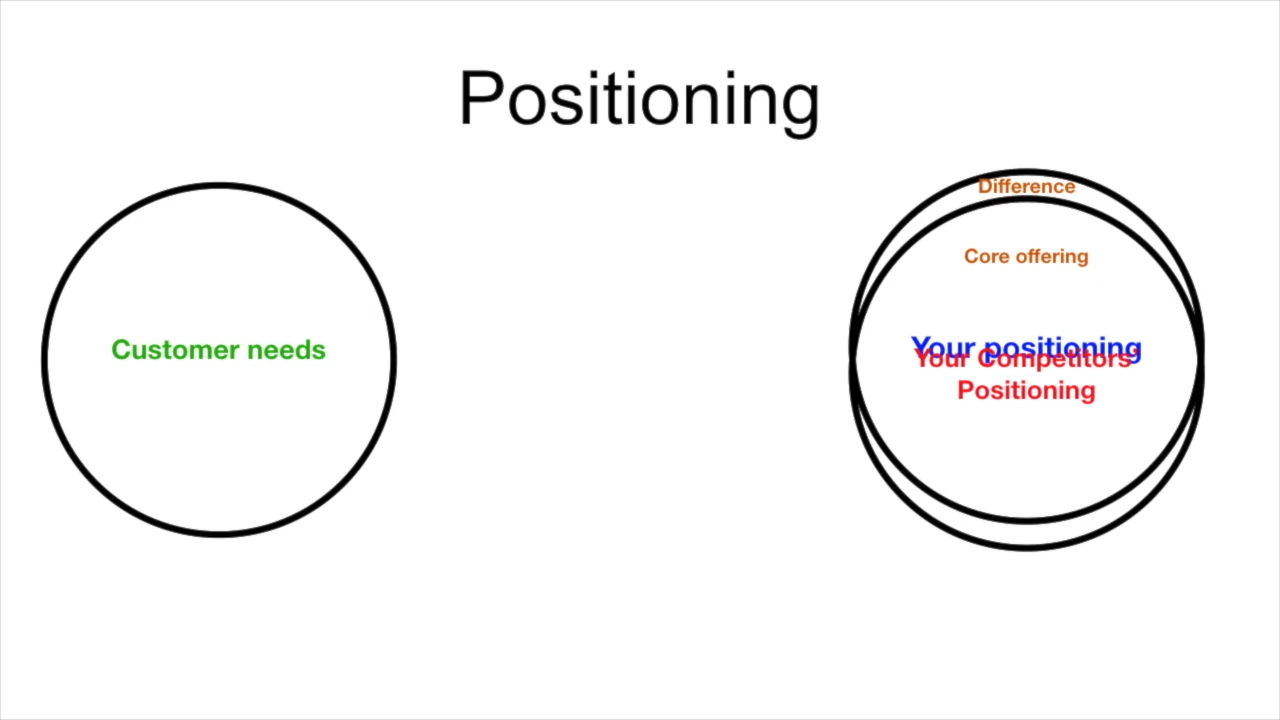 Positioning
Difference
Core offering
Customer needs
Your positioning
Your Competitors'
Positioning